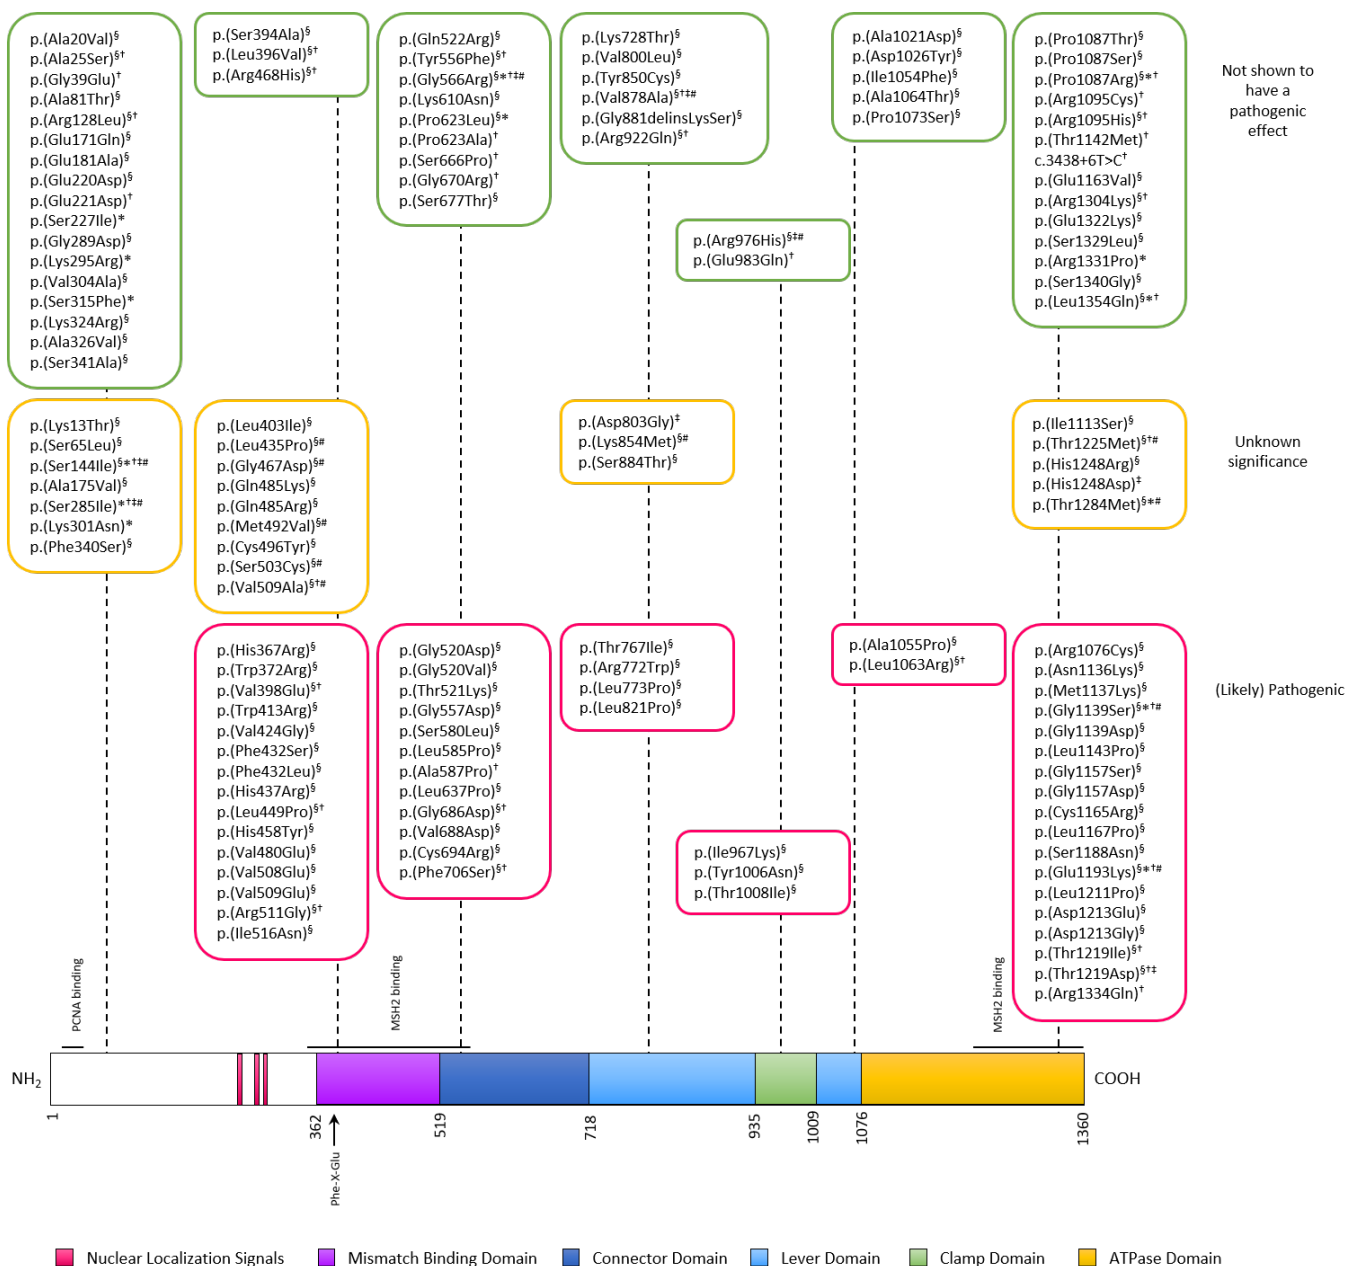 p.(Ala20Val)§
p.(Ala25Ser)§†
p.(Gly39Glu)†
p.(Ala81Thr)§
p.(Arg128Leu)§†
p.(Glu171Gln)§
p.(Glu181Ala)§
p.(Glu220Asp)§
p.(Glu221Asp)†
p.(Ser227Ile)*
p.(Gly289Asp)§
p.(Lys295Arg)*
p.(Val304Ala)§
p.(Ser315Phe)*
p.(Lys324Arg)§
p.(Ala326Val)§
p.(Ser341Ala)§
p.(Ser394Ala)§
p.(Leu396Val)§†
p.(Arg468His)§†
p.(Gln522Arg)§
p.(Tyr556Phe)§†
p.(Gly566Arg)§*†‡#
p.(Lys610Asn)§
p.(Pro623Leu)§*
p.(Pro623Ala)†
p.(Ser666Pro)†
p.(Gly670Arg)†
p.(Ser677Thr)§
p.(Lys728Thr)§
p.(Val800Leu)§
p.(Tyr850Cys)§
p.(Val878Ala)§†‡#
p.(Gly881delinsLysSer)§
p.(Arg922Gln)§†
p.(Arg976His)§‡#
p.(Glu983Gln)†
p.(Ala1021Asp)§
p.(Asp1026Tyr)§
p.(Ile1054Phe)§
p.(Ala1064Thr)§
p.(Pro1073Ser)§
p.(Pro1087Thr)§
p.(Pro1087Ser)§
p.(Pro1087Arg)§*†
p.(Arg1095Cys)†
p.(Arg1095His)§†
p.(Thr1142Met)†
c.3438+6T>C†
p.(Glu1163Val)§
p.(Arg1304Lys)§†
p.(Glu1322Lys)§
p.(Ser1329Leu)§
p.(Arg1331Pro)*
p.(Ser1340Gly)§
p.(Leu1354Gln)§*†
Not shown to
have a
pathogenic
effect
p.(Lys13Thr)§
p.(Ser65Leu)§
p.(Ser144Ile)§*†‡#
p.(Ala175Val)§
p.(Ser285Ile)*†‡#
p.(Lys301Asn)*
p.(Phe340Ser)§
p.(Leu403Ile)§
p.(Leu435Pro)§#
p.(Gly467Asp)§#
p.(Gln485Lys)§
p.(Gln485Arg)§
p.(Met492Val)§#
p.(Cys496Tyr)§
p.(Ser503Cys)§#
p.(Val509Ala)§†#
p.(Asp803Gly)‡
p.(Lys854Met)§#
p.(Ser884Thr)§
p.(Ile1113Ser)§
p.(Thr1225Met)§†#
p.(His1248Arg)§
p.(His1248Asp)‡
p.(Thr1284Met)§*#
Unknown
significance
p.(His367Arg)§
p.(Trp372Arg)§
p.(Val398Glu)§†
p.(Trp413Arg)§
p.(Val424Gly)§
p.(Phe432Ser)§
p.(Phe432Leu)§
p.(His437Arg)§
p.(Leu449Pro)§†
p.(His458Tyr)§
p.(Val480Glu)§
p.(Val508Glu)§
p.(Val509Glu)§
p.(Arg511Gly)§†
p.(Ile516Asn)§
p.(Gly520Asp)§
p.(Gly520Val)§
p.(Thr521Lys)§
p.(Gly557Asp)§
p.(Ser580Leu)§
p.(Leu585Pro)§
p.(Ala587Pro)†
p.(Leu637Pro)§
p.(Gly686Asp)§†
p.(Val688Asp)§
p.(Cys694Arg)§
p.(Phe706Ser)§†
p.(Thr767Ile)§
p.(Arg772Trp)§
p.(Leu773Pro)§
p.(Leu821Pro)§
p.(Ile967Lys)§
p.(Tyr1006Asn)§
p.(Thr1008Ile)§
p.(Ala1055Pro)§
p.(Leu1063Arg)§†
p.(Arg1076Cys)§
p.(Asn1136Lys)§
p.(Met1137Lys)§
p.(Gly1139Ser)§*†#
p.(Gly1139Asp)§
p.(Leu1143Pro)§
p.(Gly1157Ser)§
p.(Gly1157Asp)§
p.(Cys1165Arg)§
p.(Leu1167Pro)§
p.(Ser1188Asn)§
p.(Glu1193Lys)§*†#
p.(Leu1211Pro)§
p.(Asp1213Glu)§
p.(Asp1213Gly)§
p.(Thr1219Ile)§†
p.(Thr1219Asp)§†‡
p.(Arg1334Gln)†
(Likely) Pathogenic
PCNA binding
MSH2 binding
MSH2 binding
NH2
COOH
1
362
519
718
935
1009
1076
1360
Phe-X-Glu
Nuclear Localization Signals
Mismatch Binding Domain
Connector Domain
Lever Domain
Clamp Domain
ATPase Domain